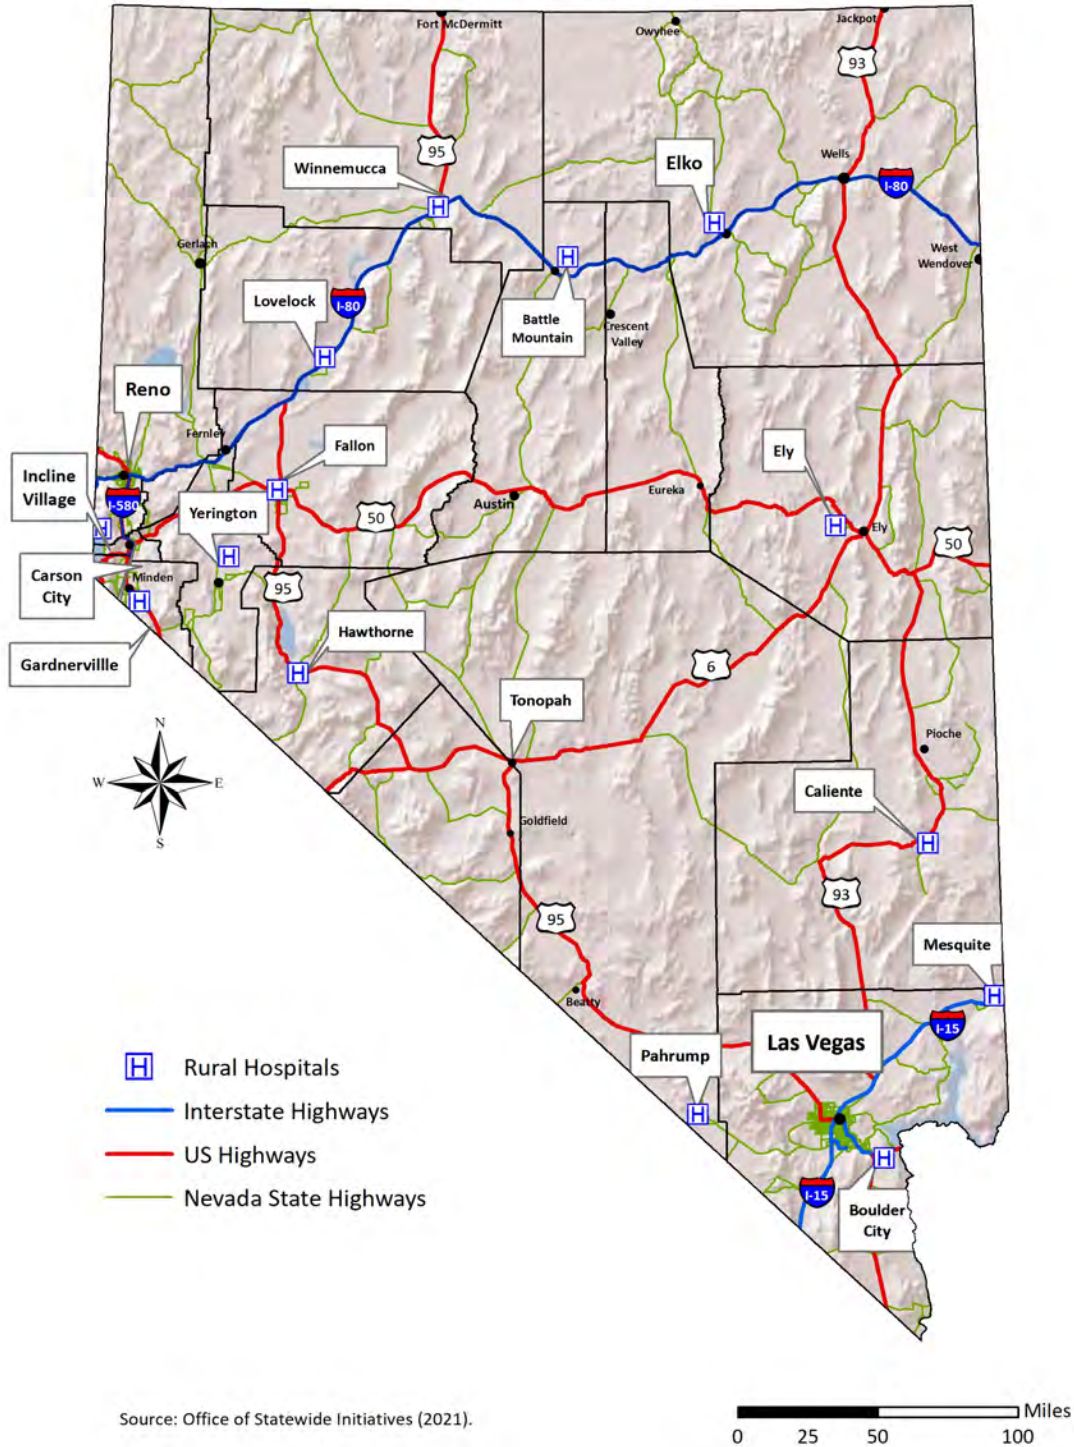 Fort McDermitt
Owyhee
Jackpot
93
95
Winnemucca
Elko
Wells
I-80
Gerlach
West
Wendover
Lovelock
I-80
Battle
Mountain
Crescent
Valley
Reno
Fernley
Fallon
Ely
Incline
Village
I-580
Yerington
50
Austin
Eureka
Ely
50
Carson
City
Minden
95
Hawthorne
Gardnervillle
6
Tonopah
N
W
E
S
Pioche
Caliente
Goldfield
93
95
Mesquite
Beatty
I-15
Las Vegas
Pahrump
H Rural Hospitals
Interstate Highways
US Highways
Nevada State Highways
I-15
Boulder
City
Source: Office of Statewide Initiatives (2021).
Miles
0 25 50 100